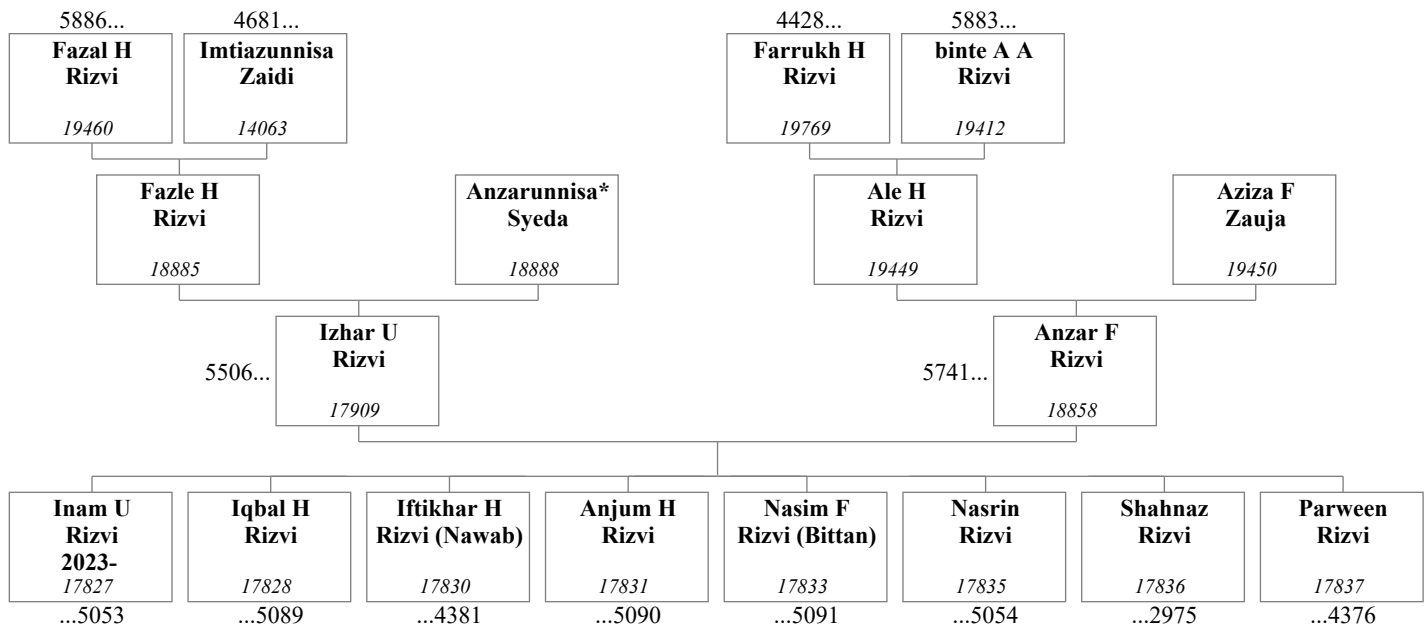 5886...
4681...
4428...
5883...
Fazal H
Rizvi
19460
Imtiazunnisa
Zaidi
14063
Farrukh H
Rizvi
19769
binte A A
Rizvi
19412
Fazle H
Rizvi
18885
Anzarunnisa*
Syeda
18888
Ale H
Rizvi
19449
Aziza F
Zauja
19450
5506...
Izhar U
Rizvi
17909
5741...
Anzar F
Rizvi
18858
Inam U
Rizvi
2023-
17827
...5053
Iqbal H
Rizvi
17828
...5089
Iftikhar H
Rizvi (Nawab)
17830
...4381
Anjum H
Rizvi
17831
...5090
Nasim F
Rizvi (Bittan)
17833
...5091
Nasrin
Rizvi
17835
...5054
Shahnaz
Rizvi
17836
...2975
Parween
Rizvi
17837
...4376